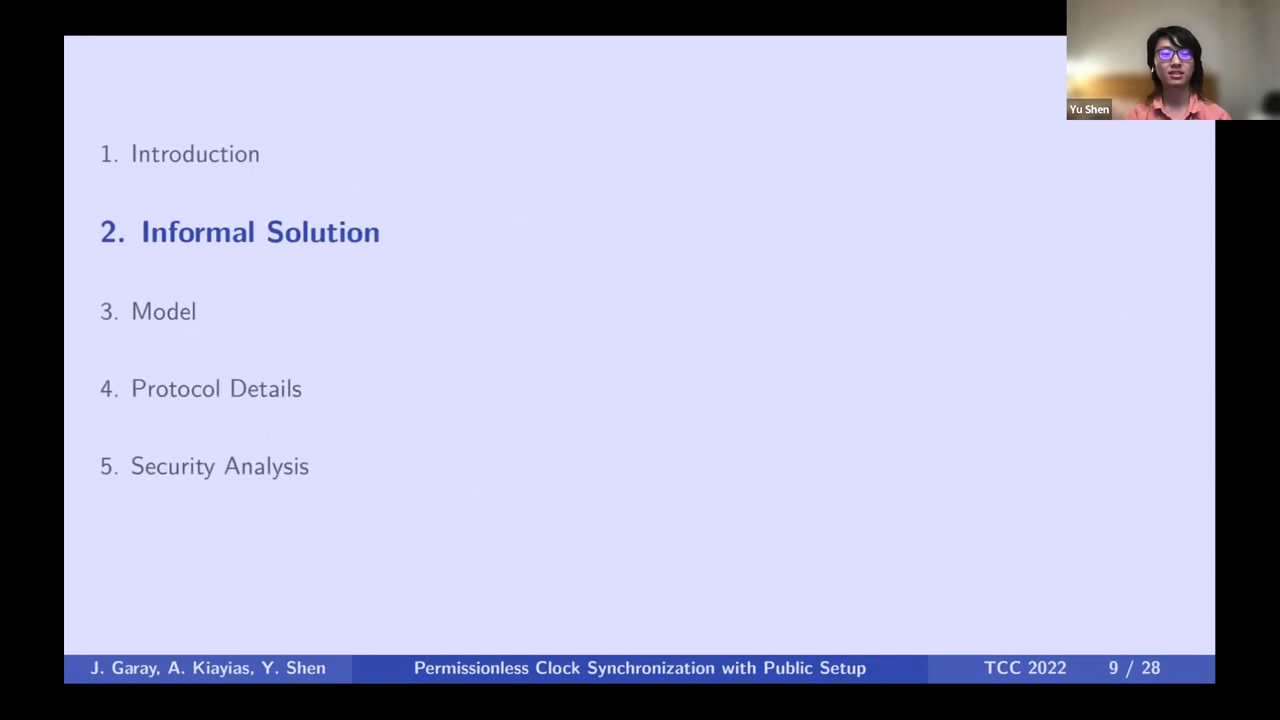 Yu Shen
1. Introduction
2. Informal Solution
3. Model
4. Protocol Details
5. Security Analysis
J. Garay, A. Kiayias, Y. Shen Permissionless Clock Synchronization with Public Setup TCC 2022 9 / 28